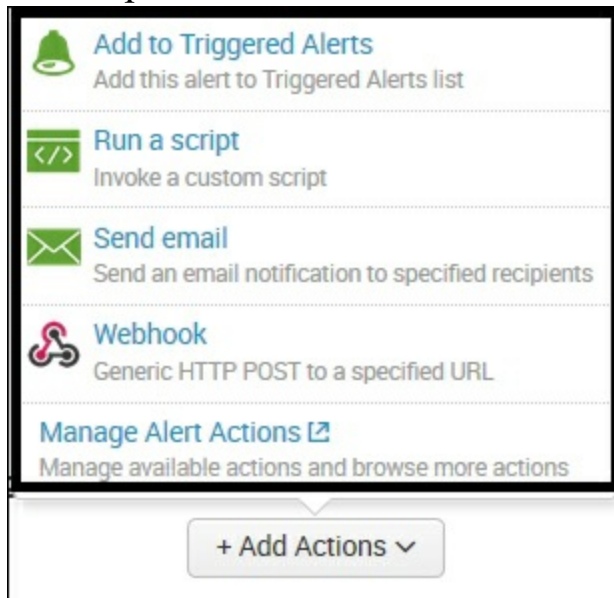 Add to Triggered Alerts
Add this alert to Triggered Alerts list
</>
Run a script
Invoke a custom script
Send email
Send an email notification to specified recipients
Webhook
Generic HTTP POST to a specified URL
Manage Alert Actions
Manage available actions and browse more actions
+ Add Actions